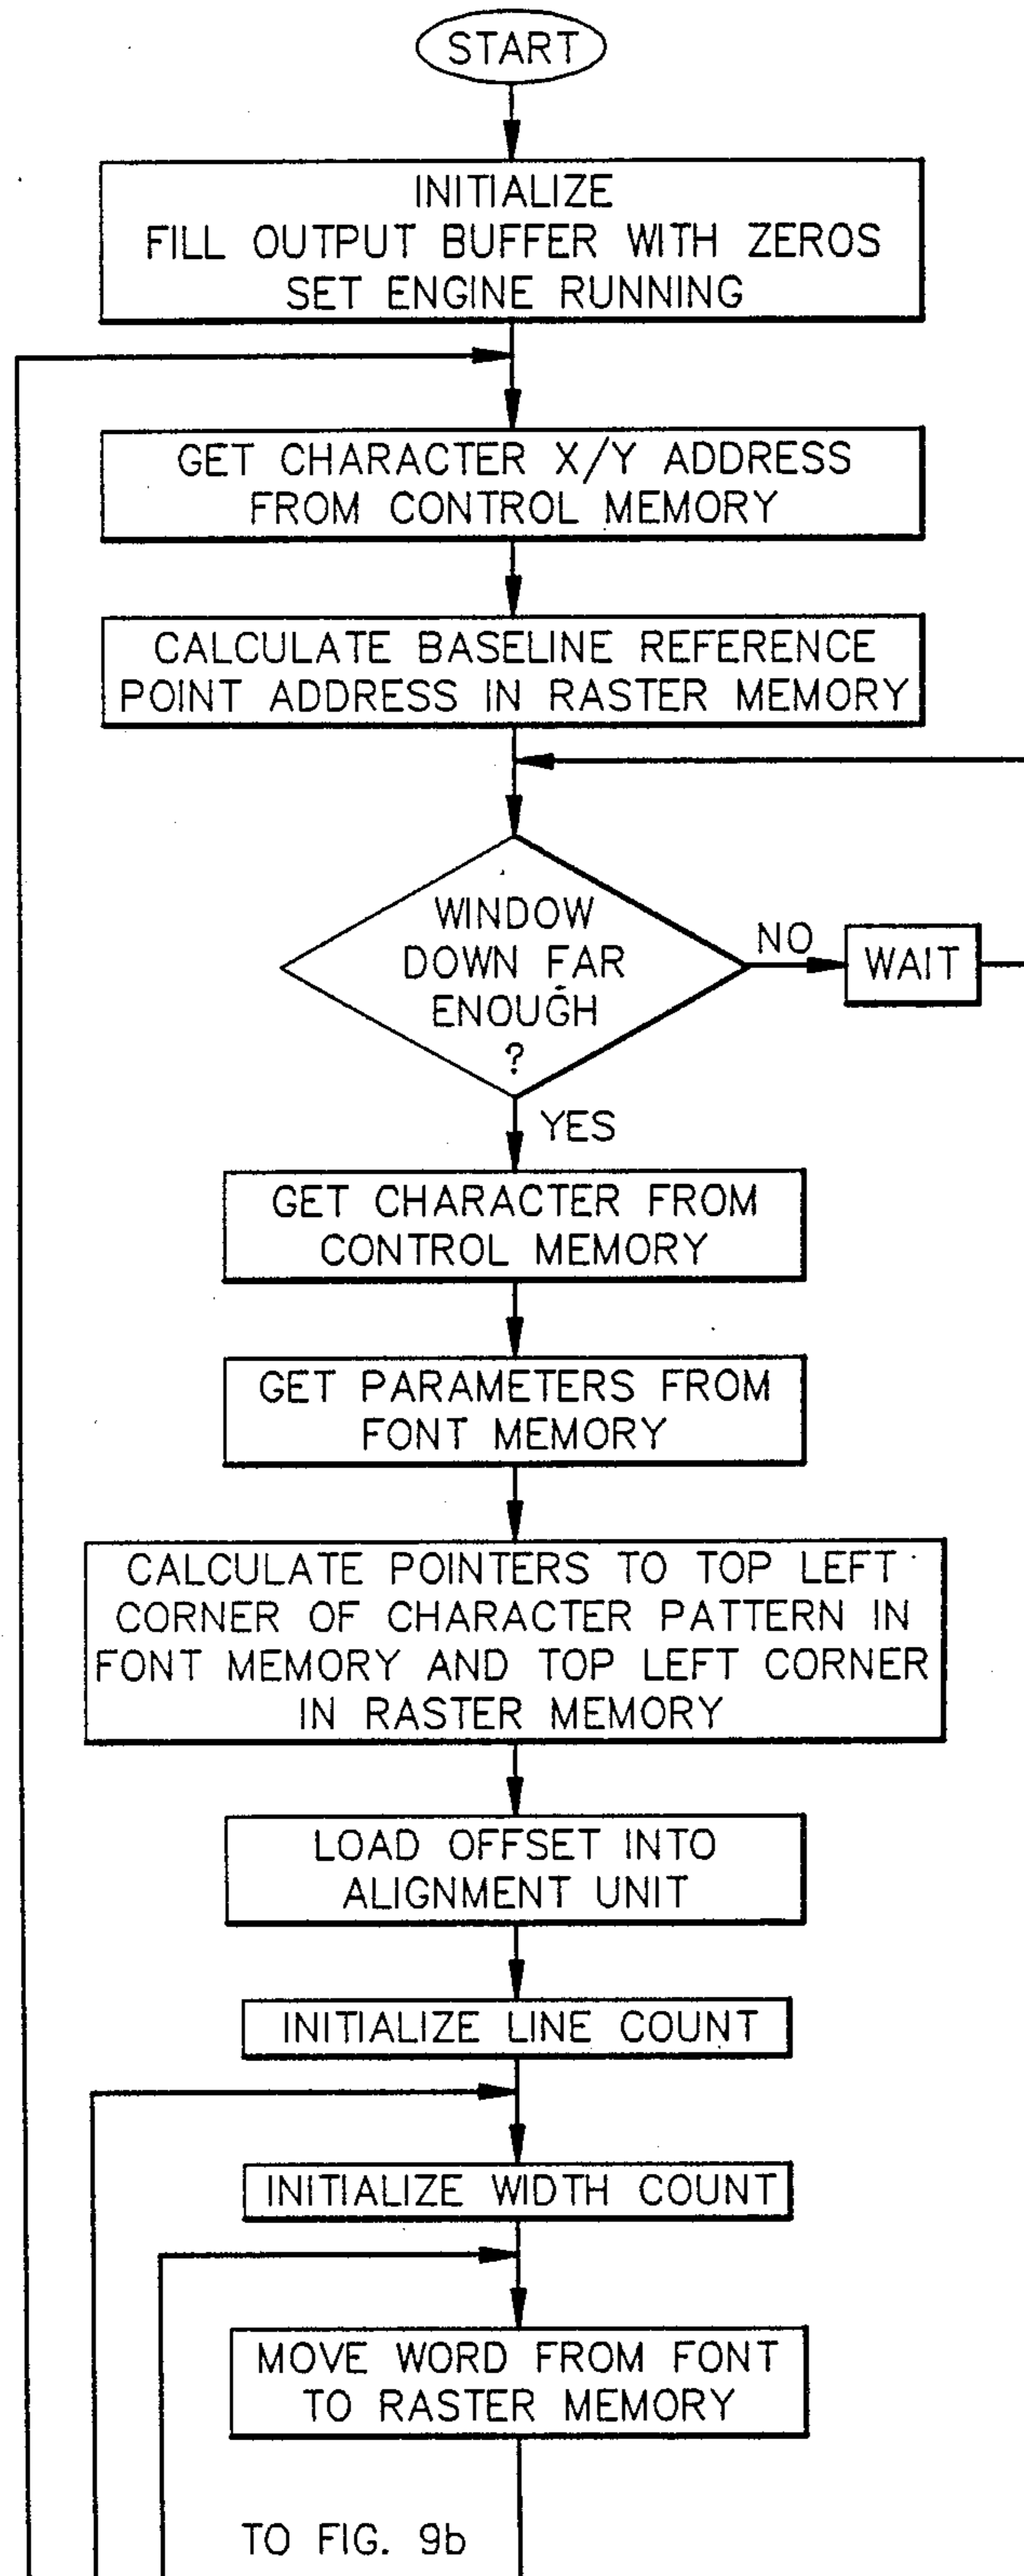 START
INITIALIZE
FILL OUTPUT BUFFER WITH ZEROS
SET ENGINE RUNNING
GET CHARACTER X/Y ADDRESS
FROM CONTROL MEMORY
CALCULATE BASELINE REFERENCE
POINT ADDRESS IN RASTER MEMORY
WINDOW
DOWN FAR
ENOUGH
?
NO
WAIT
YES
GET CHARACTER FROM
CONTROL MEMORY
GET PARAMETERS FROM
FONT MEMORY
CALCULATE POINTERS TO TOP LEFT
CORNER OF CHARACTER PATTERN IN
FONT MEMORY AND TOP LEFT CORNER
IN RASTER MEMORY
LOAD OFFSET INTO
ALIGNMENT UNIT
INITIALIZE LINE COUNT
INITIALIZE WIDTH COUNT
MOVE WORD FROM FONT
TO RASTER MEMORY
TO FIG. 9b